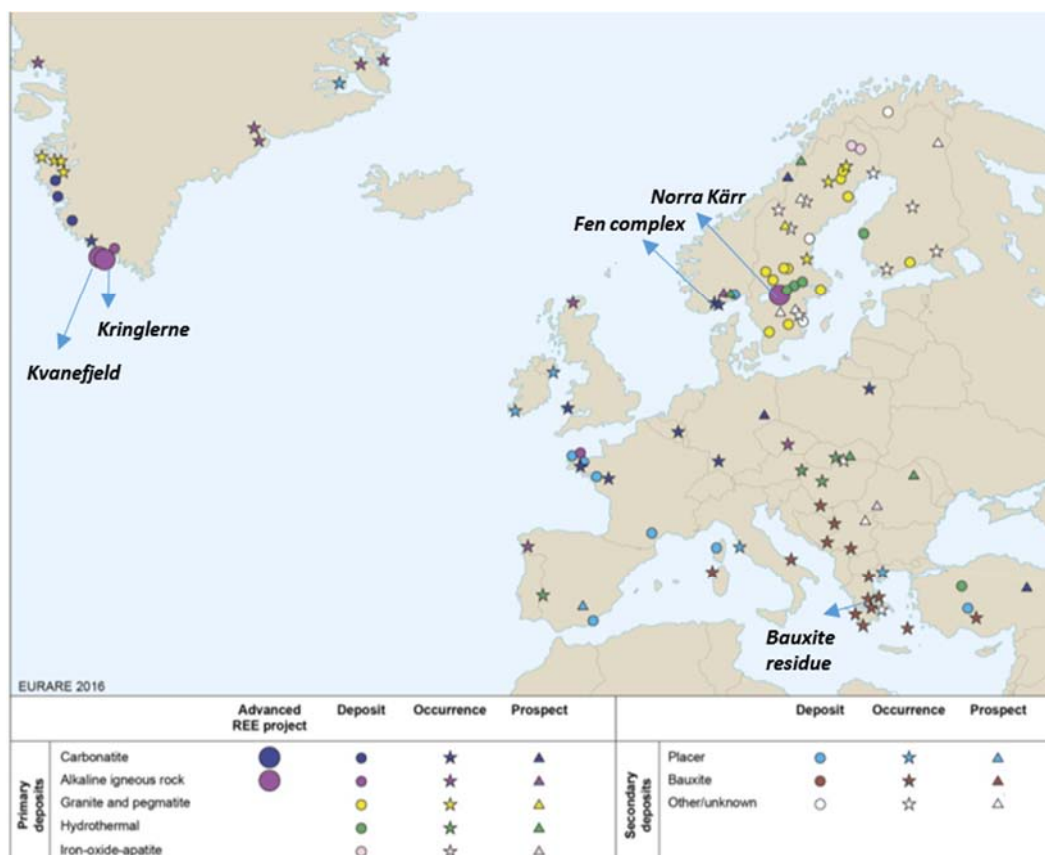 Norra Kärr
Fen complex
Kringlerne
Kvanefjeld
Bauxite
residue
EURARE 2016
Advanced
REE project
Deposit
Occurrence
Prospect
Deposit
Occurrence
Prospect
Primary
deposits
Carbonatite
Alkaline igneous rock
Granite and pegmatite
Hydrothermal
Iron-oxide-apatite
Secondary
deposits
Placer
Bauxite
Other/unknown